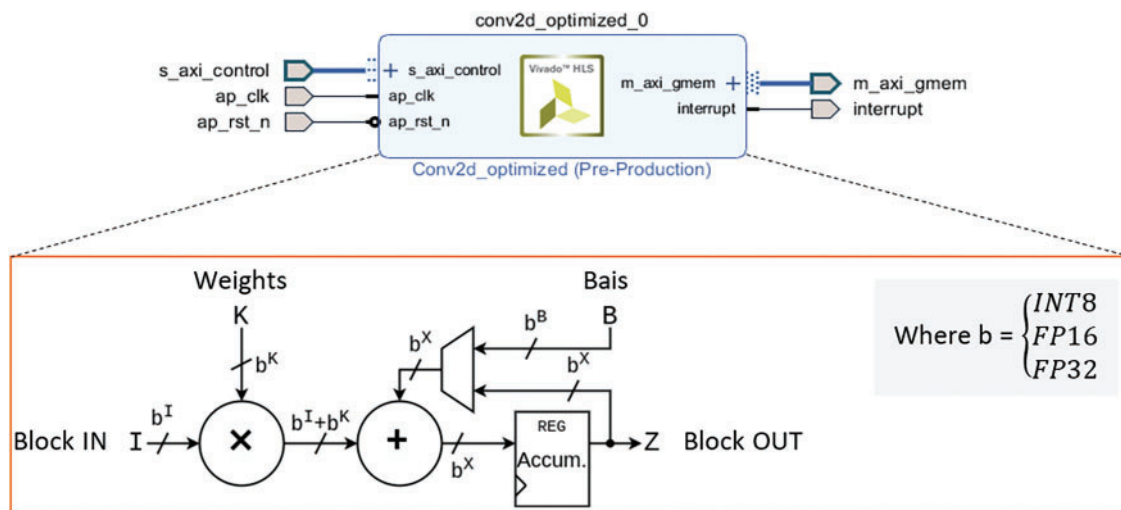 conv2d_optimized_0
s_axi_control
ap_clk
ap_rst_n
+ s_axi_control
ap_clk
ap_rst_n
Vivado™ HLS
m_axi_gmem +
interrupt
m_axi_gmem
interrupt
Conv2d_optimized (Pre-Production)
Weights
K
b^K
Bais
B
b^B
b^X
b^X
Where b = {INT8
FP16
FP32
Block IN I
b^I
×
b^I+b^K
+
b^X
REG
Accum.
Z Block OUT